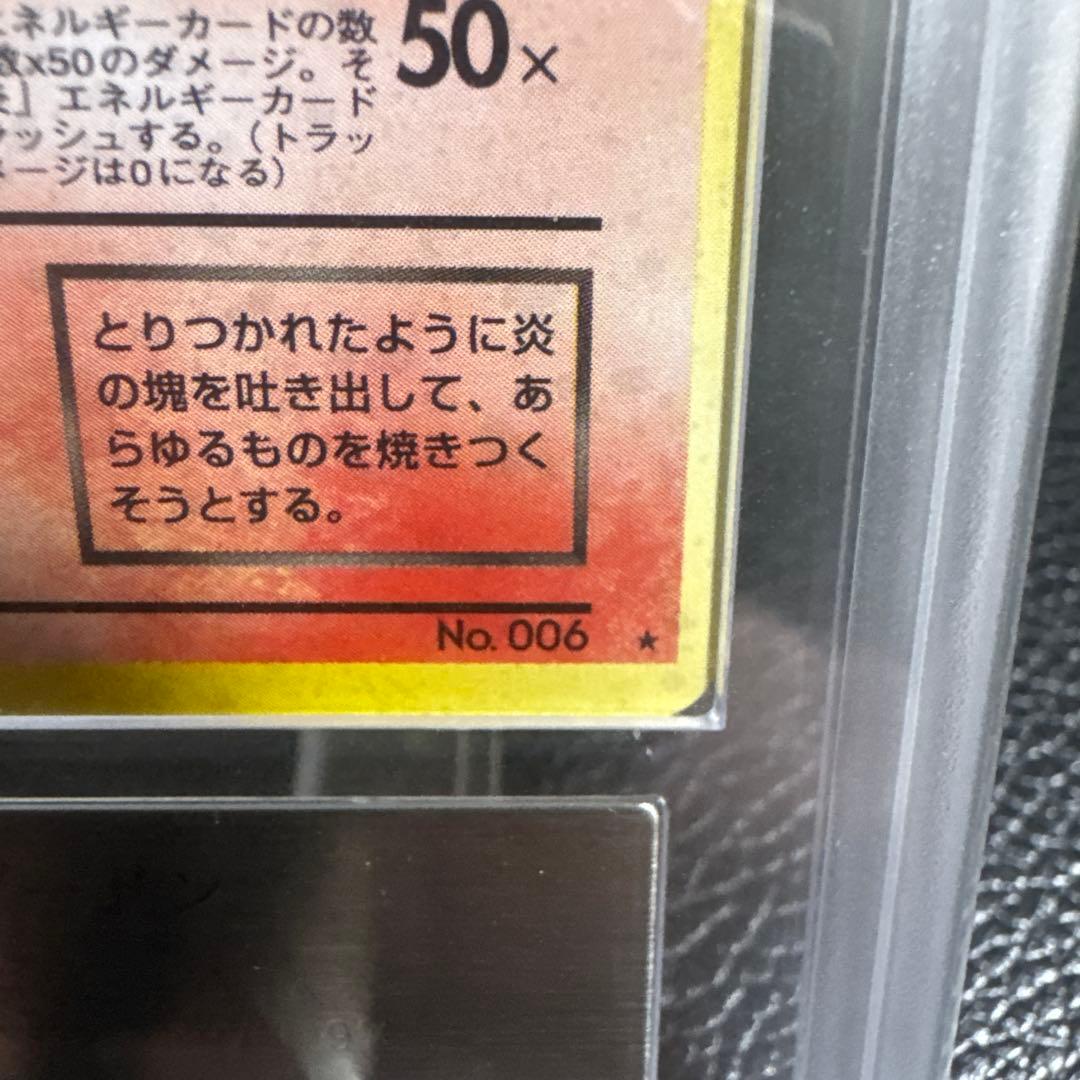 エネルギーカードの数
数x50のダメージ。そ
エネルギーカード
ッシュする。(トラッ
ージは0になる)
50×
とりつかれたように炎
の塊を吐き出して、あ
らゆるものを焼きつく
そうとする。
No. 006 ★